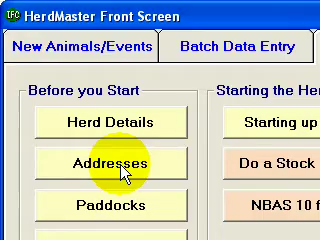 TFC HerdMaster Front Screen
New Animals/Events
Batch Data Entry
Before you Start
Starting the Her
Herd Details
Starting up
Addresses
Do a Stock
Paddocks
NBAS 10 f